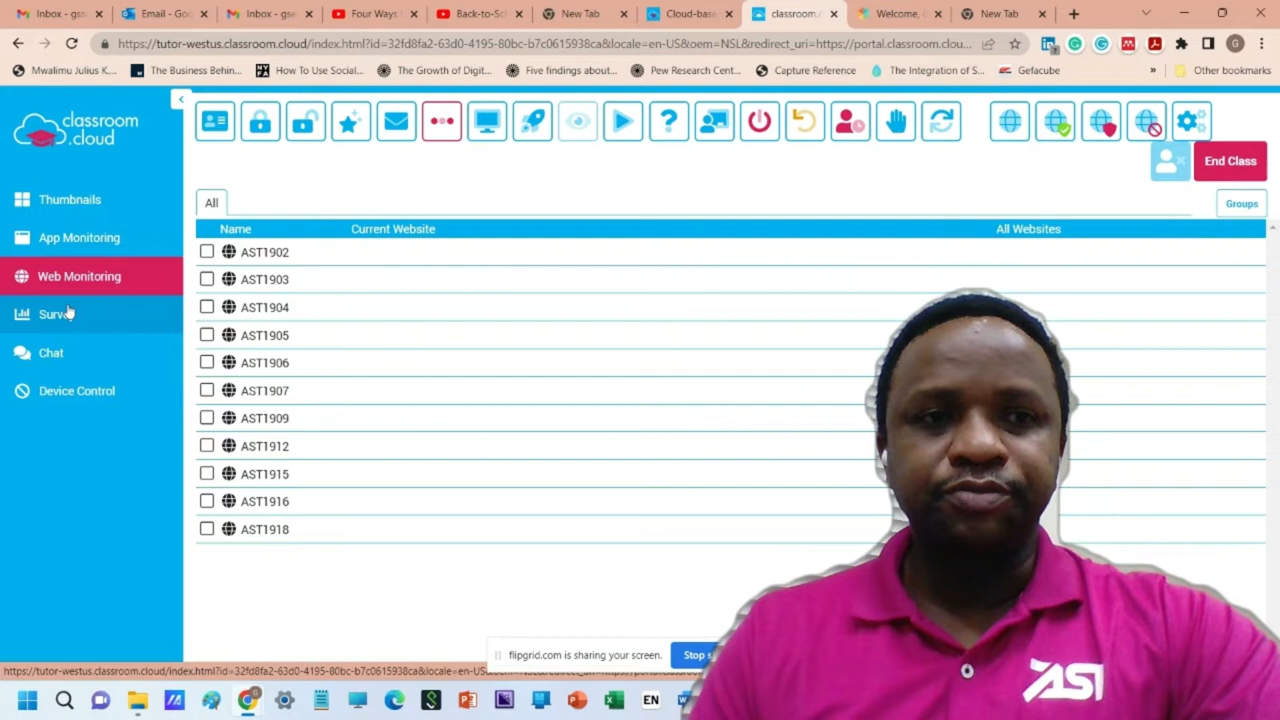 Inbox - gse
Email - Goo
Inbox - gse
Four Ways
Back-to-Sc
New Tab
Cloud-base
classroom.
Welcome,
New Tab
https://tutor-westus.classroom.cloud/index.html?id=32fd8fa2-63d0-4195-80bc-b7c0615938ca&locale=en-US&oem=NSL&redirect_uri=https://portal.classroom.cloud...
G
Mwalimu Julius K....
The Business Behin...
How To Use Social...
The Growth of Digit...
Five findings about...
Pew Research Cent...
Capture Reference
The Integration of S...
Gefacube
»
Other bookmarks
classroom
.cloud
End Class
Thumbnails
App Monitoring
Web Monitoring
Chat
Device Control
All
Groups
Name Current Website All Websites
AST1902
AST1903
AST1904
AST1905
AST1906
AST1907
AST1909
AST1912
AST1915
AST1916
AST1918
flipgrid.com is sharing your screen.
Stop s
https://tutor-westus.classroom.cloud/index.html?id=32fd8fa2-63d0-4195-80bc-b7c0615938ca&locale=en-US&oem=NSL&redirect_uri=https://portal.classro
EN
ASI